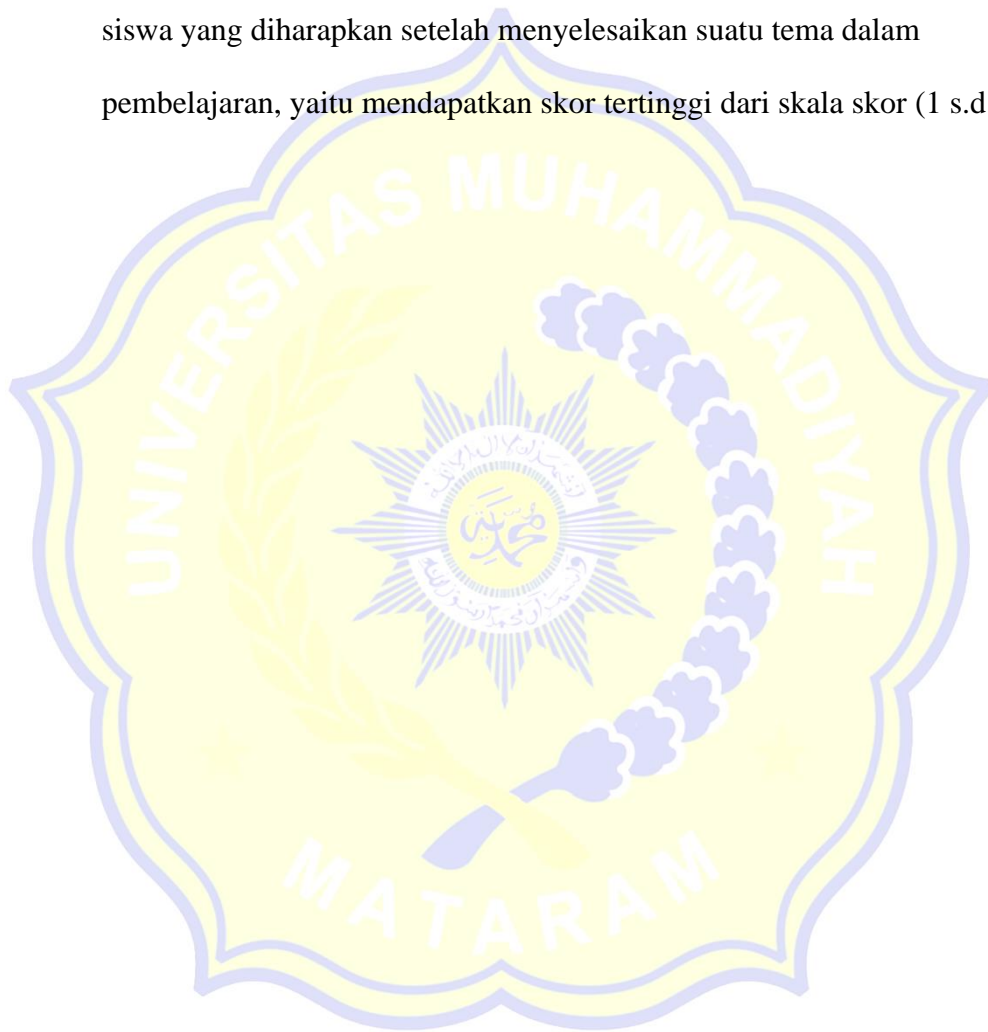 siswa yang diharapkan setelah menyelesaikan suatu tema dalam
pembelajaran, yaitu mendapatkan skor tertinggi dari skala skor (1 s.d
UNIVERSITAS MUHAMMADIYAH
MATARAM